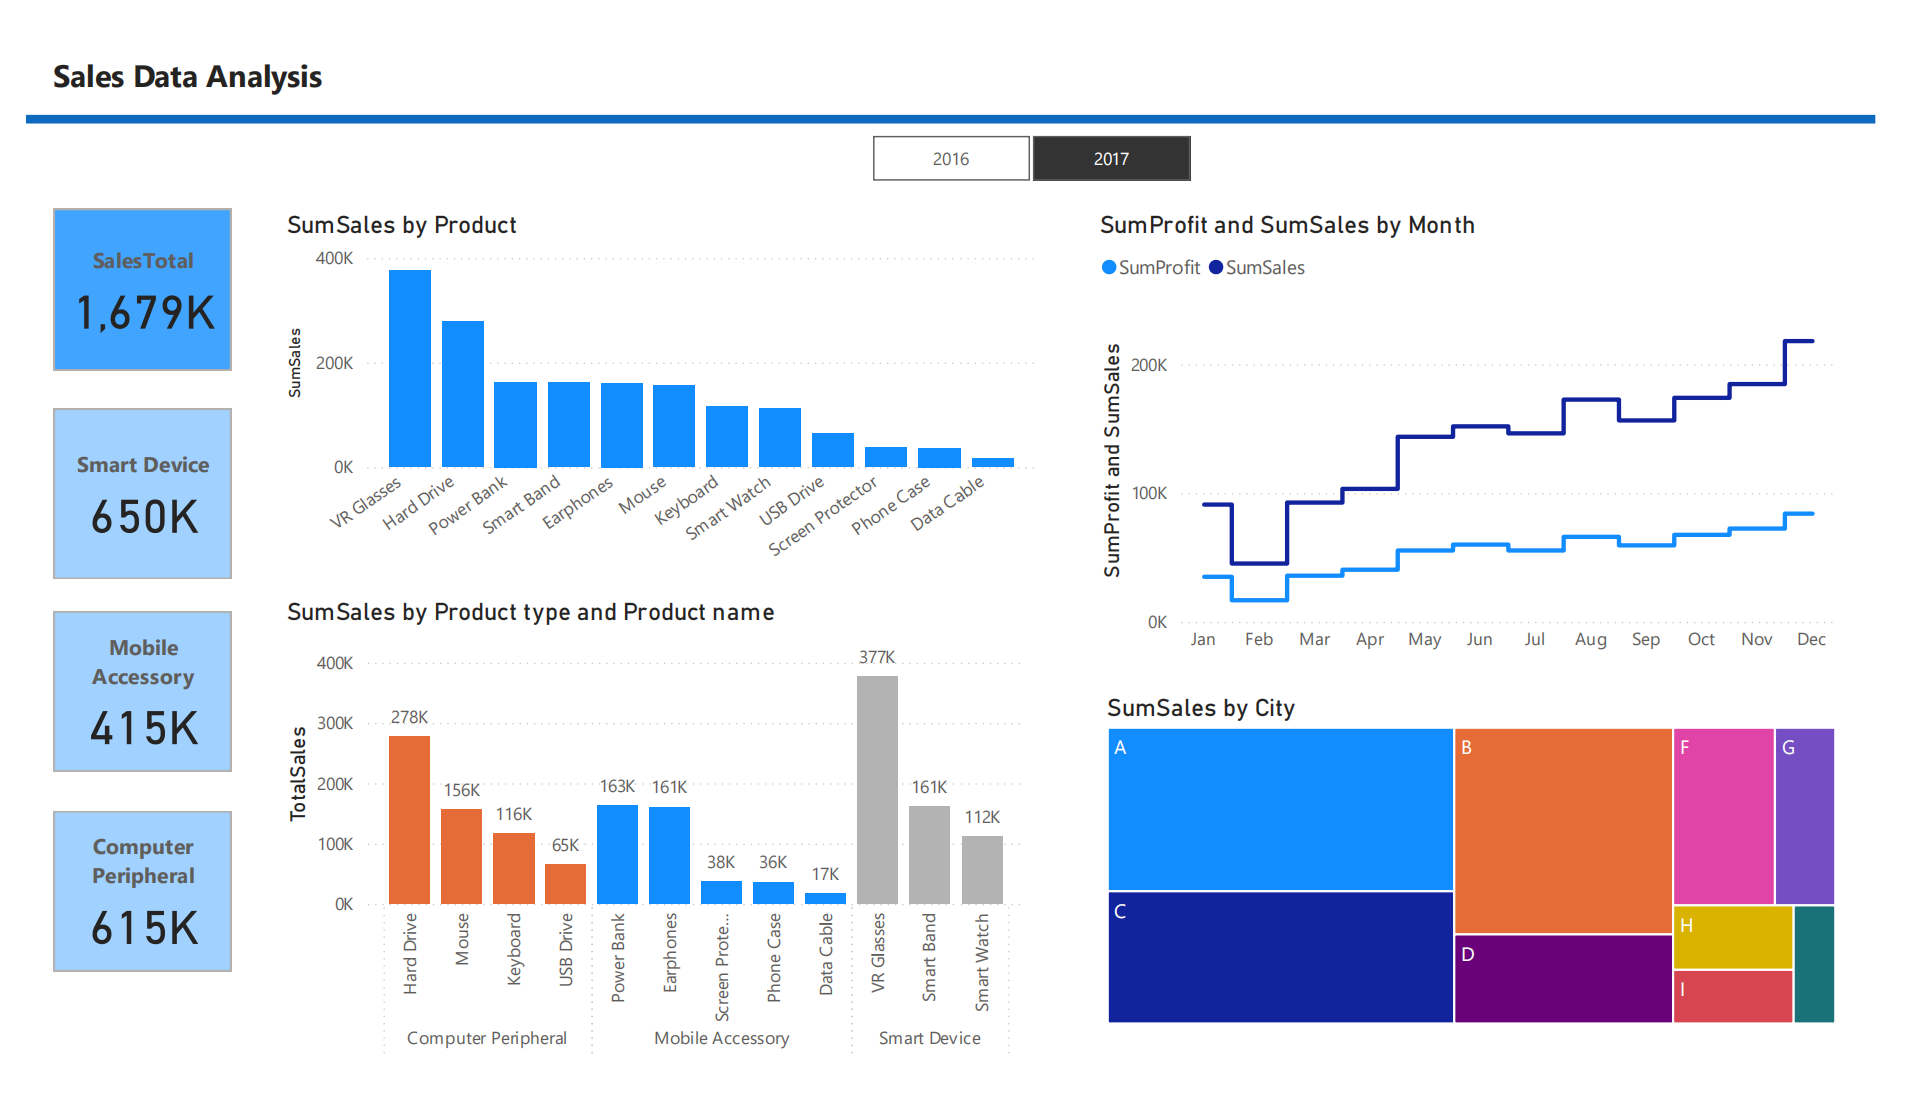 Sales Data Analysis
2016
2017
SalesTotal
1,679K
Smart Device
650K
Mobile
Accessory
415K
Computer
Peripheral
615K
SumSales by Product
SumSales
400K
200K
0K
VR Glasses
Hard Drive
Power Bank
Smart Band
Earphones
Mouse
Keyboard
Smart Watch
USB Drive
Screen Protector
Phone Case
Data Cable
SumSales by Product type and Product name
TotalSales
400K
300K
200K
100K
0K
278K
156K
116K
65K
163K
161K
38K
36K
17K
377K
161K
112K
Hard Drive
Mouse
Keyboard
USB Drive
Power Bank
Earphones
Screen Prote...
Phone Case
Data Cable
VR Glasses
Smart Band
Smart Watch
Computer Peripheral
Mobile Accessory
Smart Device
SumProfit and SumSales by Month
SumProfit
SumSales
SumProfit and SumSales
200K
100K
0K
Jan
Feb
Mar
Apr
May
Jun
Jul
Aug
Sep
Oct
Nov
Dec
SumSales by City
A
B
C
D
F
G
H
I